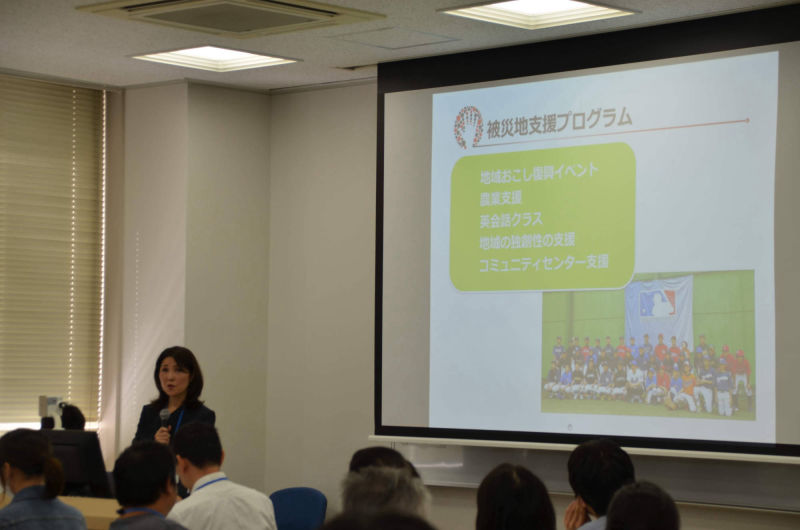 被災地支援プログラム
地域おこし復興イベント
農業支援
英会話クラス
地域の独創性の支援
コミュニティセンター支援